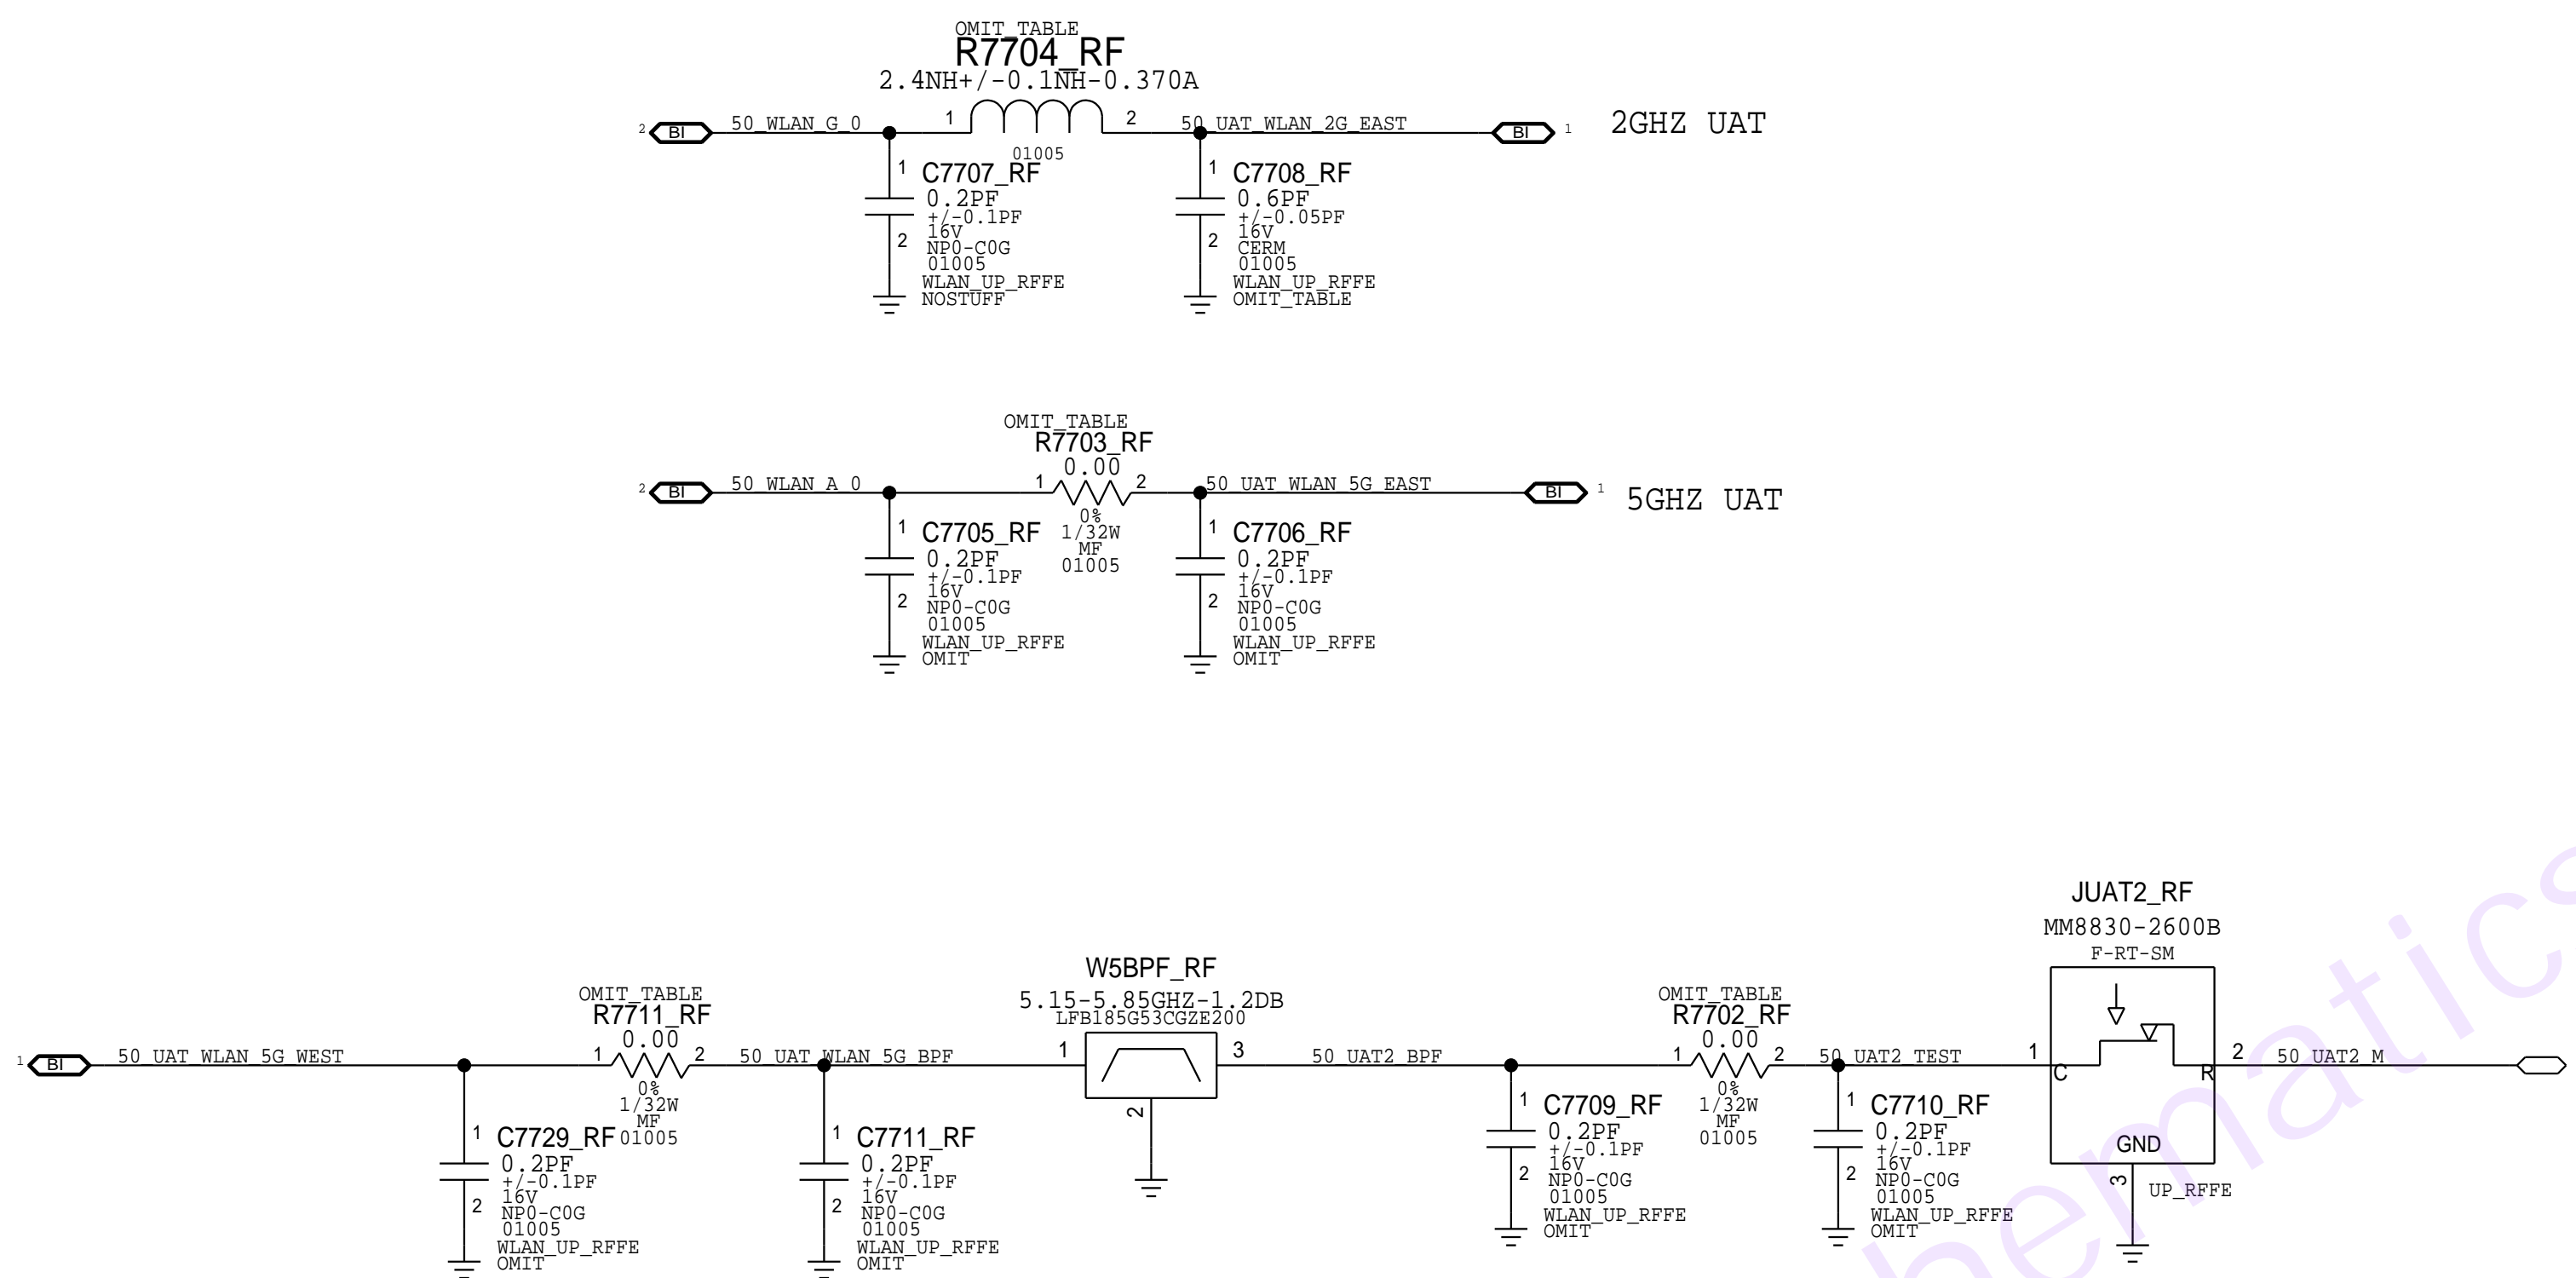 OMIT_TABLE
R7704_RF
2.4NH+/-0.1NH-0.370A
2 BI 50_WLAN_G_0 1 2 50_UAT_WLAN_2G_EAST BI 1 2GHZ UAT
01005
1 C7707_RF
0.2PF
+/-0.1PF
16V
2 NP0-C0G
01005
WLAN_UP_RFFE
NOSTUFF
1 C7708_RF
0.6PF
+/-0.05PF
16V
2 CERM
01005
WLAN_UP_RFFE
OMIT_TABLE
OMIT_TABLE
R7703_RF
0.00
2 BI 50_WLAN_A_0 1 2 50_UAT_WLAN_5G_EAST BI 1 5GHZ UAT
0%
1/32W
MF
01005
1 C7705_RF
0.2PF
+/-0.1PF
16V
2 NP0-C0G
01005
WLAN_UP_RFFE
OMIT
1 C7706_RF
0.2PF
+/-0.1PF
16V
2 NP0-C0G
01005
WLAN_UP_RFFE
OMIT
JUAT2_RF
MM8830-2600B
F-RT-SM
W5BPF_RF
5.15-5.85GHZ-1.2DB
LFB185G53CGZE200
OMIT_TABLE
R7711_RF
0.00
OMIT_TABLE
R7702_RF
0.00
1 BI 50_UAT_WLAN_5G_WEST 1 2 50_UAT_WLAN_5G_BPF 1 3 50_UAT2_BPF 1 2 50_UAT2_TEST 1 C R 2 50_UAT2_M
0%
1/32W
MF
01005
2
0%
1/32W
MF
01005
1 C7729_RF
0.2PF
+/-0.1PF
16V
2 NP0-C0G
01005
WLAN_UP_RFFE
OMIT
1 C7711_RF
0.2PF
+/-0.1PF
16V
2 NP0-C0G
01005
WLAN_UP_RFFE
OMIT
1 C7709_RF
0.2PF
+/-0.1PF
16V
2 NP0-C0G
01005
WLAN_UP_RFFE
OMIT
1 C7710_RF
0.2PF
+/-0.1PF
16V
2 NP0-C0G
01005
WLAN_UP_RFFE
OMIT
GND
3 UP_RFFE
hematics